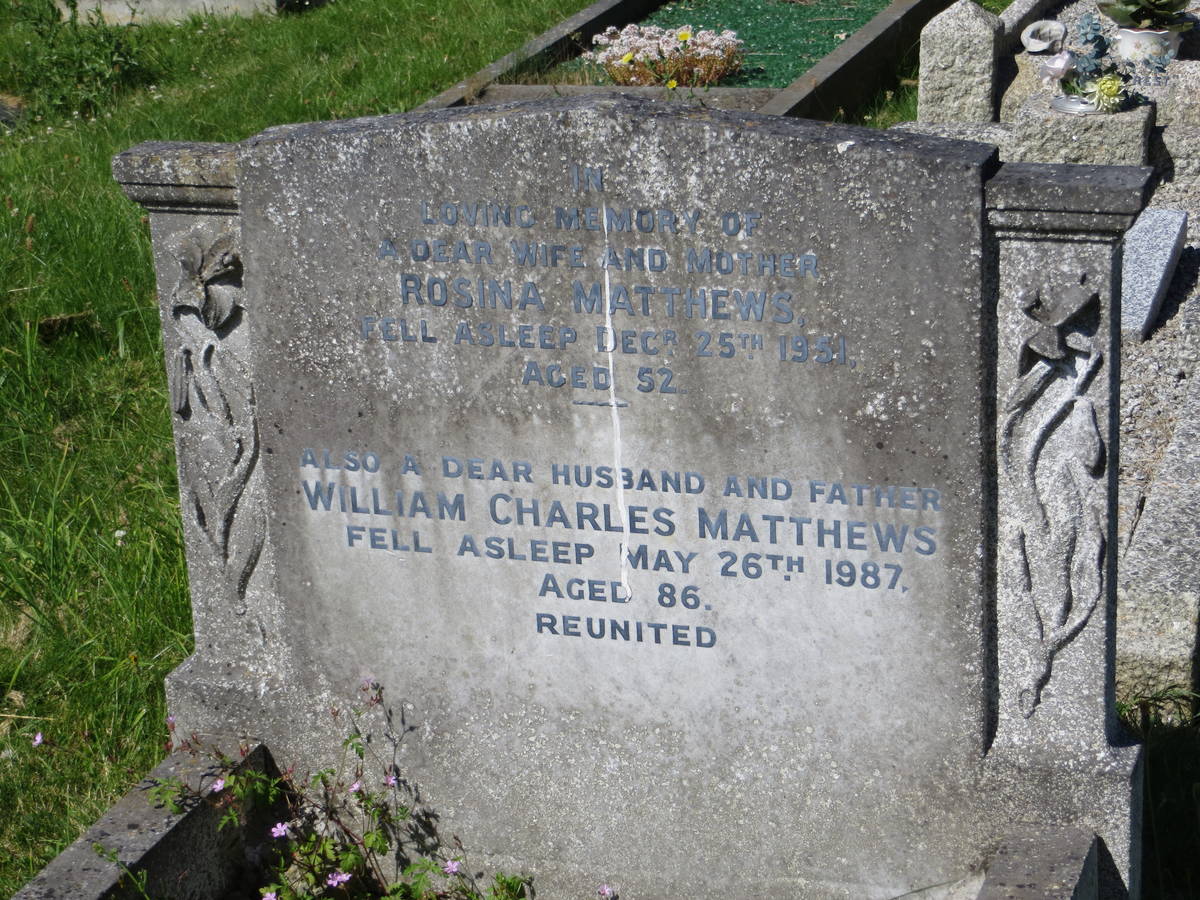 IN
LOVING MEMORY OF
A DEAR WIFE AND MOTHER
ROSINA MATTHEWS,
FELL ASLEEP DECR 25TH 1951,
AGED 52.
ALSO A DEAR HUSBAND AND FATHER
WILLIAM CHARLES MATTHEWS
FELL ASLEEP MAY 26TH 1987,
AGED 86.
REUNITED